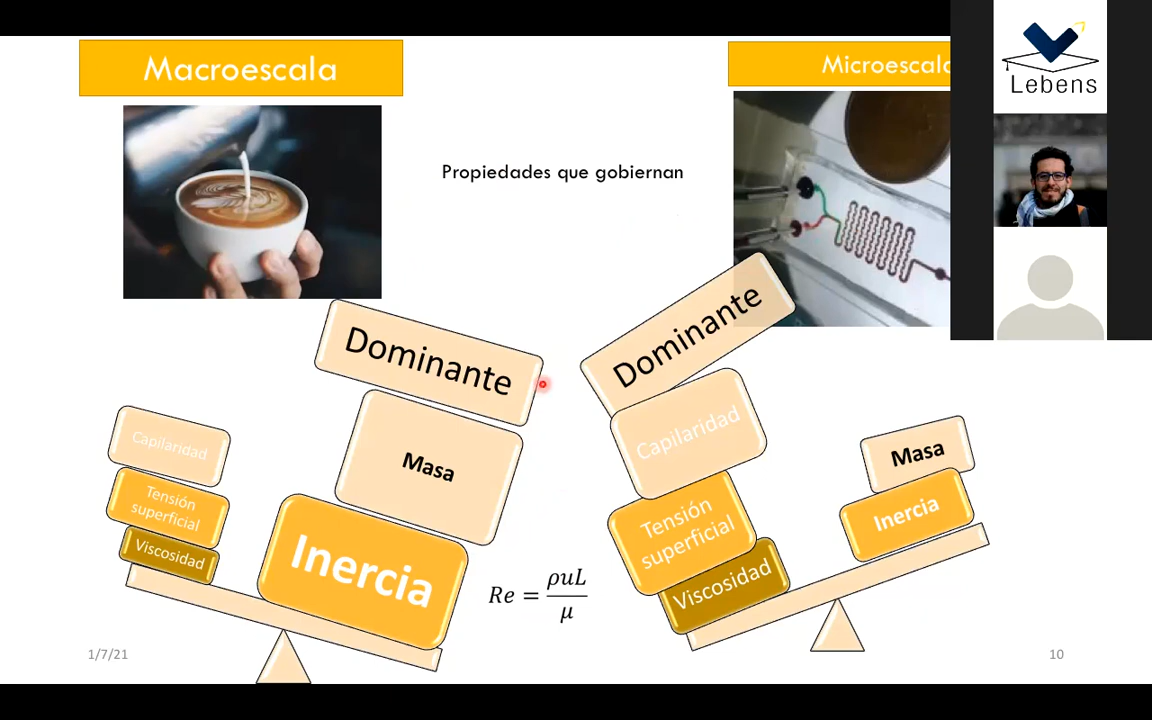 Macroescala
Microescala
Lebens
Propiedades que gobiernan
Dominante
Dominante
Masa
Capilaridad
Capilaridad
Tensión
superficial
Viscosidad
Inercia
Masa
Inercia
Tensión
superficial
Viscosidad
Re = ρuL
μ
1/7/21
10